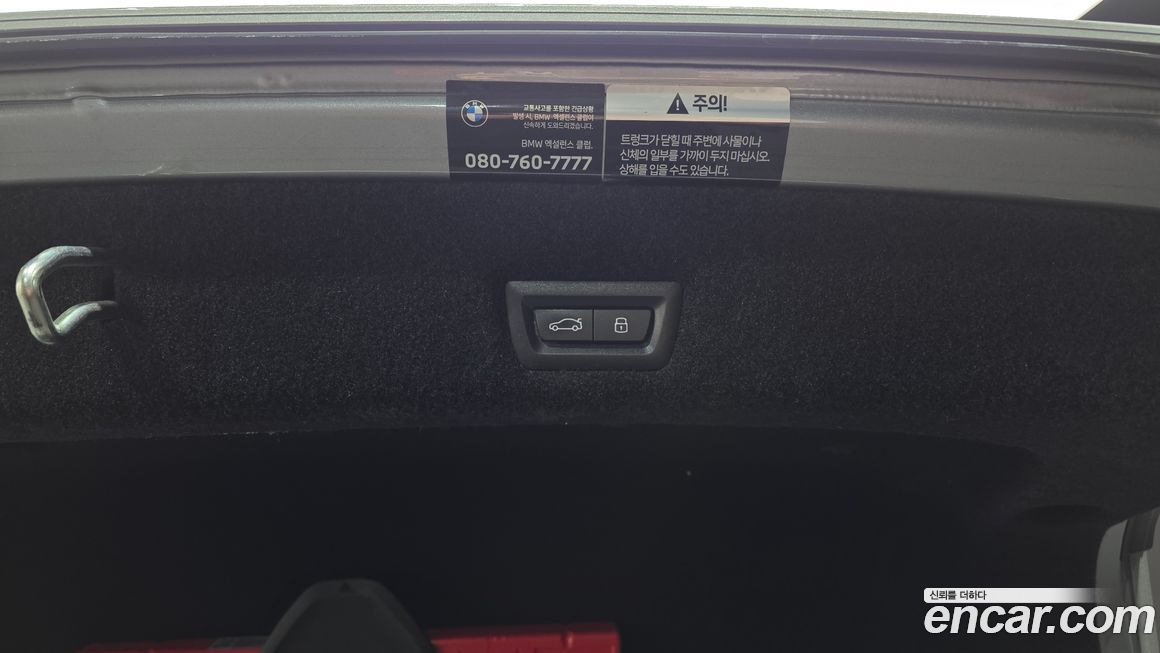 BMW
교통사고를 포함한 긴급상황
발생 시, BMW 엑설런스 클럽이
신속하게 도와드리겠습니다.
BMW 엑설런스 클럽.
080-760-7777
주의!
트렁크가 닫힐 때 주변에 사물이나
신체의 일부를 가까이 두지 마십시오.
상해를 입을 수도 있습니다.
신뢰를 더하다
encar.com